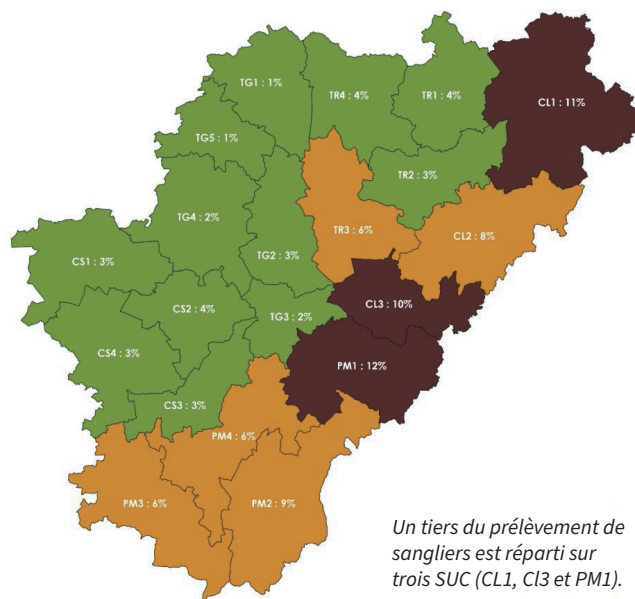 TG1 : 1%
TR4 : 4%
TR1 : 4%
CL1 : 11%
TG5 : 1%
TR2 : 3%
TG4 : 2%
TR3 : 6%
CL2 : 8%
TG2 : 3%
CS1 : 3%
CL3 : 10%
CS2 : 4%
TG3 : 2%
CS4 : 3%
PM1 : 12%
CS3 : 3%
PM4 : 6%
PM3 : 6%
PM2 : 9%
Un tiers du prélèvement de
sangliers est réparti sur
trois SUC (CL1, Cl3 et PM1).